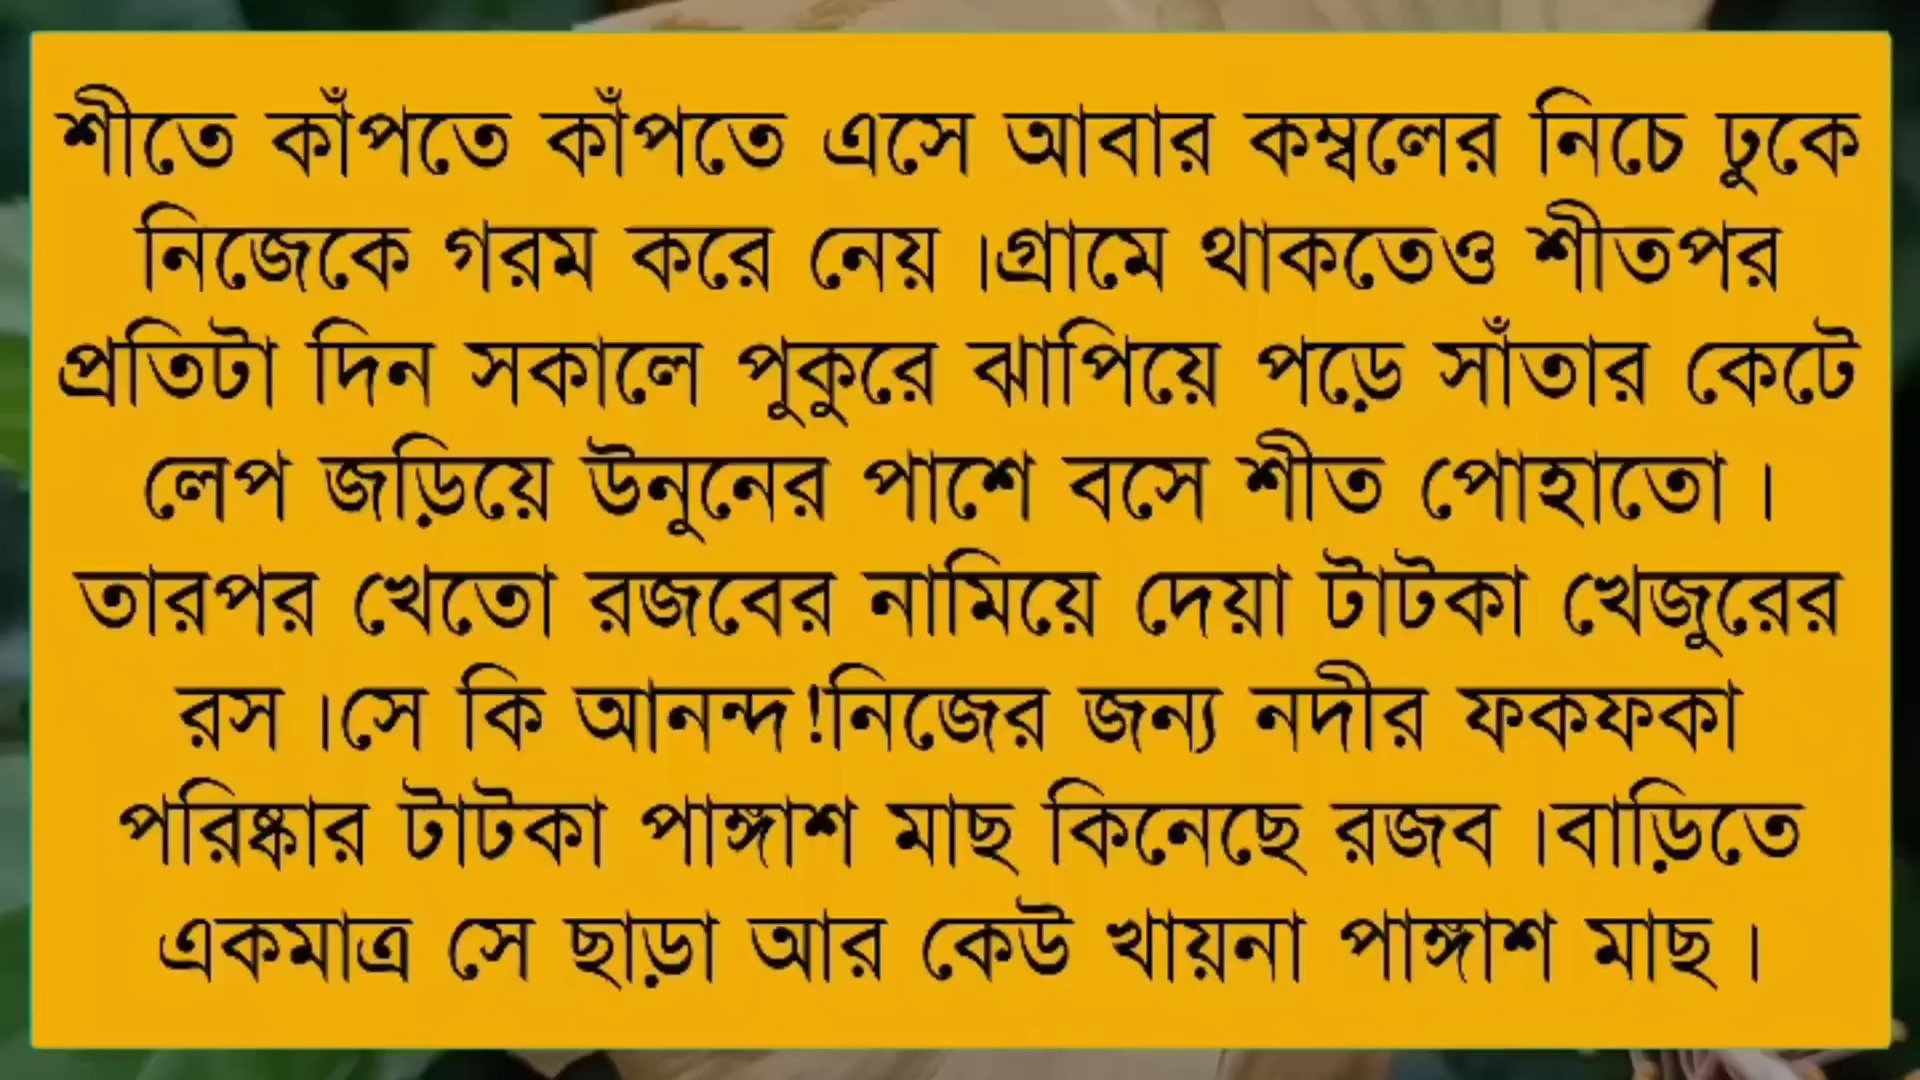 শীতে কাঁপতে কাঁপতে এসে আবার কম্বলের নিচে ঢুকে
নিজেকে গরম করে নেয় ।গ্রামে থাকতেও শীতপর
প্রতিটা দিন সকালে পুকুরে ঝাপিয়ে পড়ে সাঁতার কেটে
লেপ জড়িয়ে উনুনের পাশে বসে শীত পোহাতো ।
তারপর খেতো রজবের নামিয়ে দেয়া টাটকা খেজুরের
রস ।সে কি আনন্দ!নিজের জন্য নদীর ফকফকা
পরিষ্কার টাটকা পাঙ্গাশ মাছ কিনেছে রজব ।বাড়িতে
একমাত্র সে ছাড়া আর কেউ খায়না পাঙ্গাশ মাছ ।